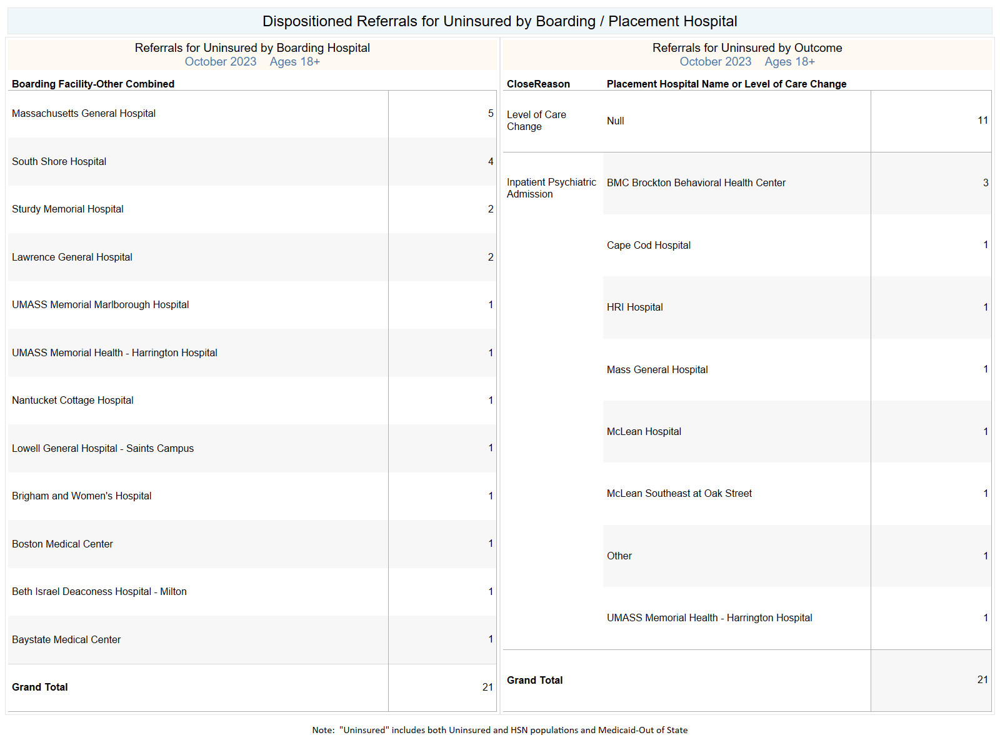 Dispositioned Referrals for Uninsured by Boarding / Placement Hospital
Referrals for Uninsured by Boarding Hospital
October 2023 Ages 18+
Boarding Facility-Other Combined
Massachusetts General Hospital 5
South Shore Hospital 4
Sturdy Memorial Hospital 2
Lawrence General Hospital 2
UMASS Memorial Marlborough Hospital 1
UMASS Memorial Health - Harrington Hospital 1
Nantucket Cottage Hospital 1
Lowell General Hospital - Saints Campus 1
Brigham and Women's Hospital 1
Boston Medical Center 1
Beth Israel Deaconess Hospital - Milton 1
Baystate Medical Center 1
Grand Total 21
Referrals for Uninsured by Outcome
October 2023 Ages 18+
CloseReason Placement Hospital Name or Level of Care Change
Level of Care
Change
Null 11
Inpatient Psychiatric
Admission
BMC Brockton Behavioral Health Center 3
Cape Cod Hospital 1
HRI Hospital 1
Mass General Hospital 1
McLean Hospital 1
McLean Southeast at Oak Street 1
Other 1
UMASS Memorial Health - Harrington Hospital 1
Grand Total 21
Note: "Uninsured" includes both Uninsured and HSN populations and Medicaid-Out of State